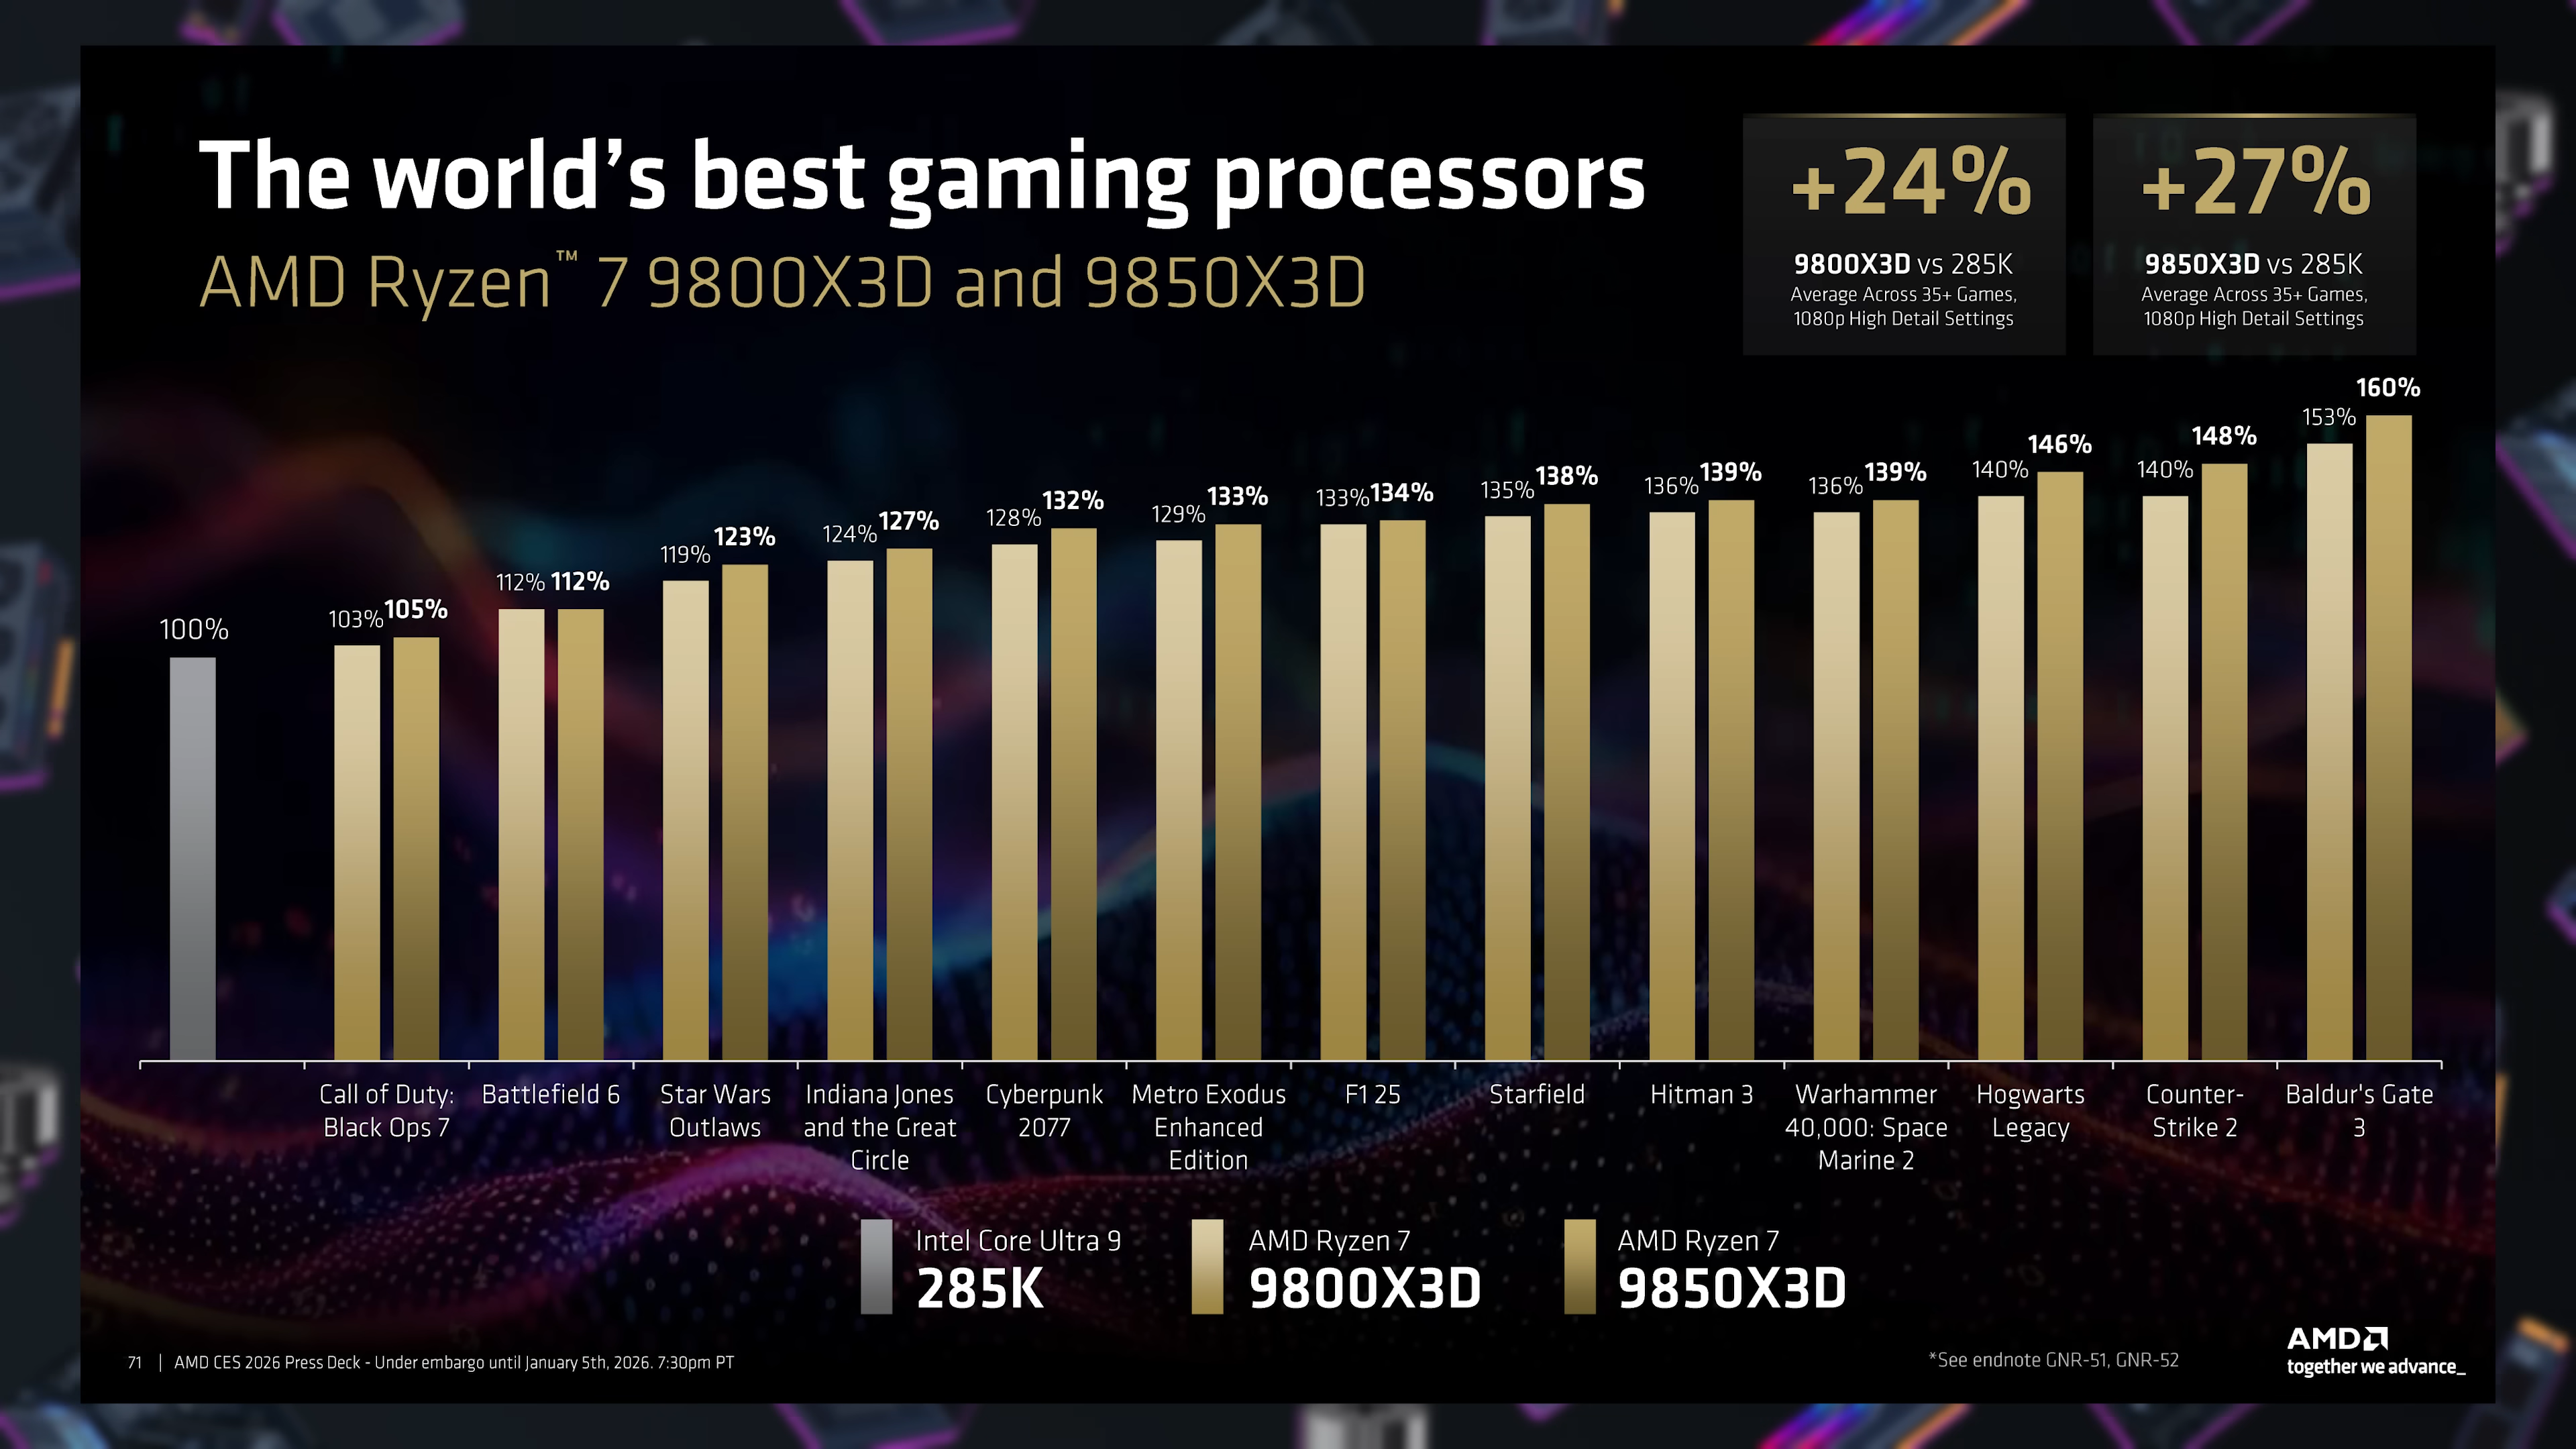 The world’s best gaming processors
AMD Ryzen™ 7 9800X3D and 9850X3D
+24%
9800X3D vs 285K
Average Across 35+ Games,
1080p High Detail Settings
+27%
9850X3D vs 285K
Average Across 35+ Games,
1080p High Detail Settings
100%
103% 105%
112% 112%
119% 123%
124% 127%
128% 132%
129% 133%
133% 134%
135% 138%
136% 139%
136% 139%
140% 146%
140% 148%
153% 160%
Call of Duty:
Black Ops 7
Battlefield 6
Star Wars
Outlaws
Indiana Jones
and the Great
Circle
Cyberpunk
2077
Metro Exodus
Enhanced
Edition
F1 25
Starfield
Hitman 3
Warhammer
40,000: Space
Marine 2
Hogwarts
Legacy
Counter-
Strike 2
Baldur's Gate
3
Intel Core Ultra 9
285K
AMD Ryzen 7
9800X3D
AMD Ryzen 7
9850X3D
71 | AMD CES 2026 Press Deck - Under embargo until January 5th, 2026. 7:30pm PT
*See endnote GNR-51, GNR-52
AMD
together we advance_